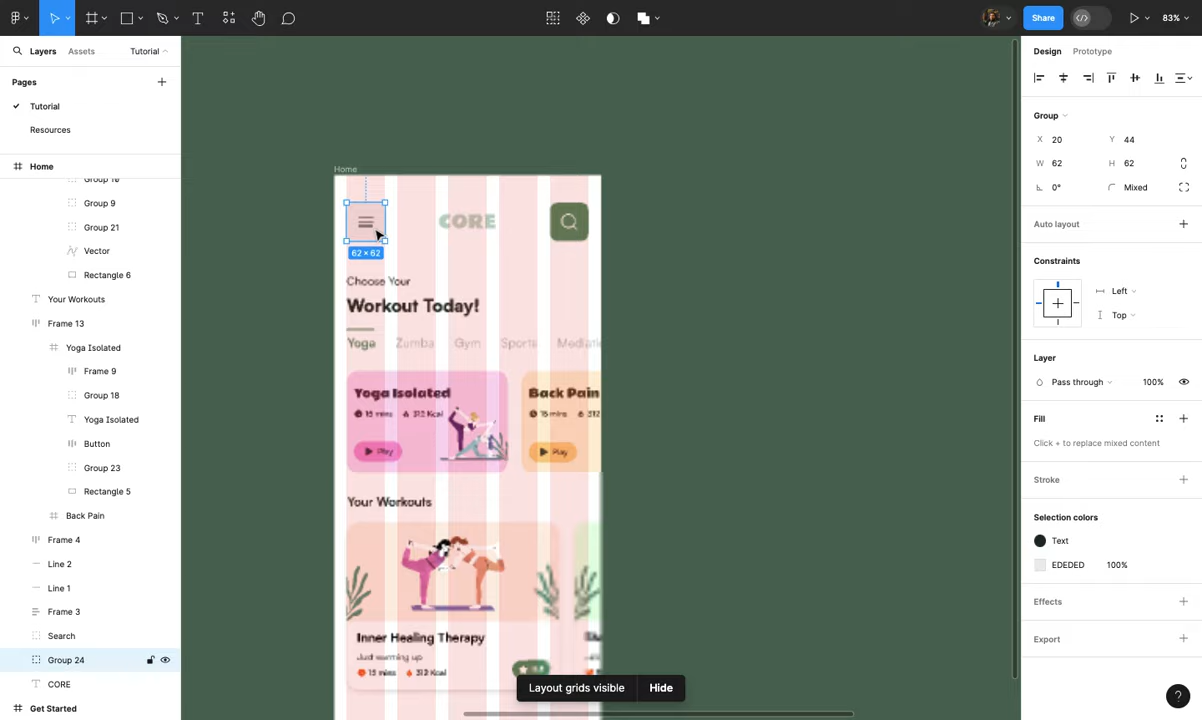 Share
83%
Layers
Assets
Tutorial
Design
Prototype
Pages
Tutorial
Resources
Home
Group 9
Group 21
Vector
Rectangle 6
Your Workouts
Frame 13
Yoga Isolated
Frame 9
Group 18
Yoga Isolated
Button
Group 23
Rectangle 5
Back Pain
Frame 4
Line 2
Line 1
Frame 3
Search
Group 24
CORE
Get Started
Home
CORE
62 × 62
Choose Your
Workout Today!
Yoga Zumba Gym Sports
Yoga Isolated
15 mins 312 Kcal
Play
Back Pain
15 mins 312
Play
Your Workouts
Inner Healing Therapy
Just warming up
15 mins 312 Kcal
Layout grids visible
Hide
Group
X 20 Y 44
W 62 H 62
0° Mixed
Auto layout
Constraints
Left
Top
Layer
Pass through 100%
Fill
Click + to replace mixed content
Stroke
Selection colors
Text
EDEDED 100%
Effects
Export
?